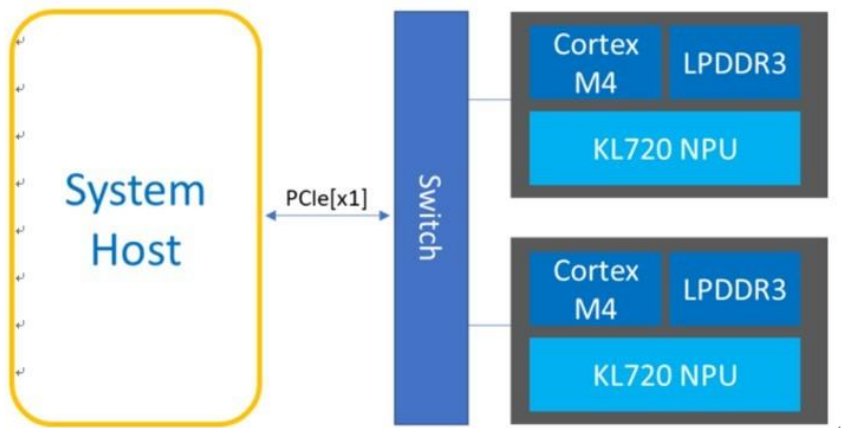 System
Host
PCIe[x1]
Switch
Cortex
M4
LPDDR3
KL720 NPU
Cortex
M4
LPDDR3
KL720 NPU